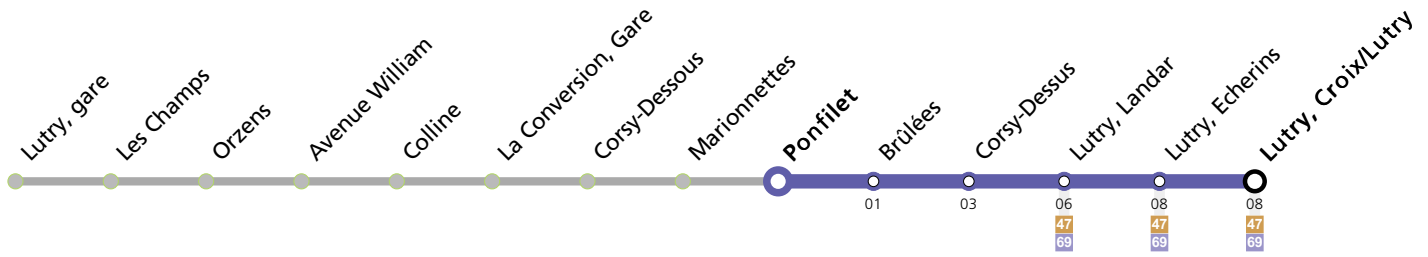 Lutry, gare
Les Champs
Orzens
Avenue William
Colline
La Conversion, Gare
Corsy-Dessous
Marionnettes
Ponfilet
Brûlées
Corsy-Dessus
Lutry, Landar
Lutry, Echerins
Lutry, Croix/Lutry
01
03
06
08
08
47
47
47
69
69
69